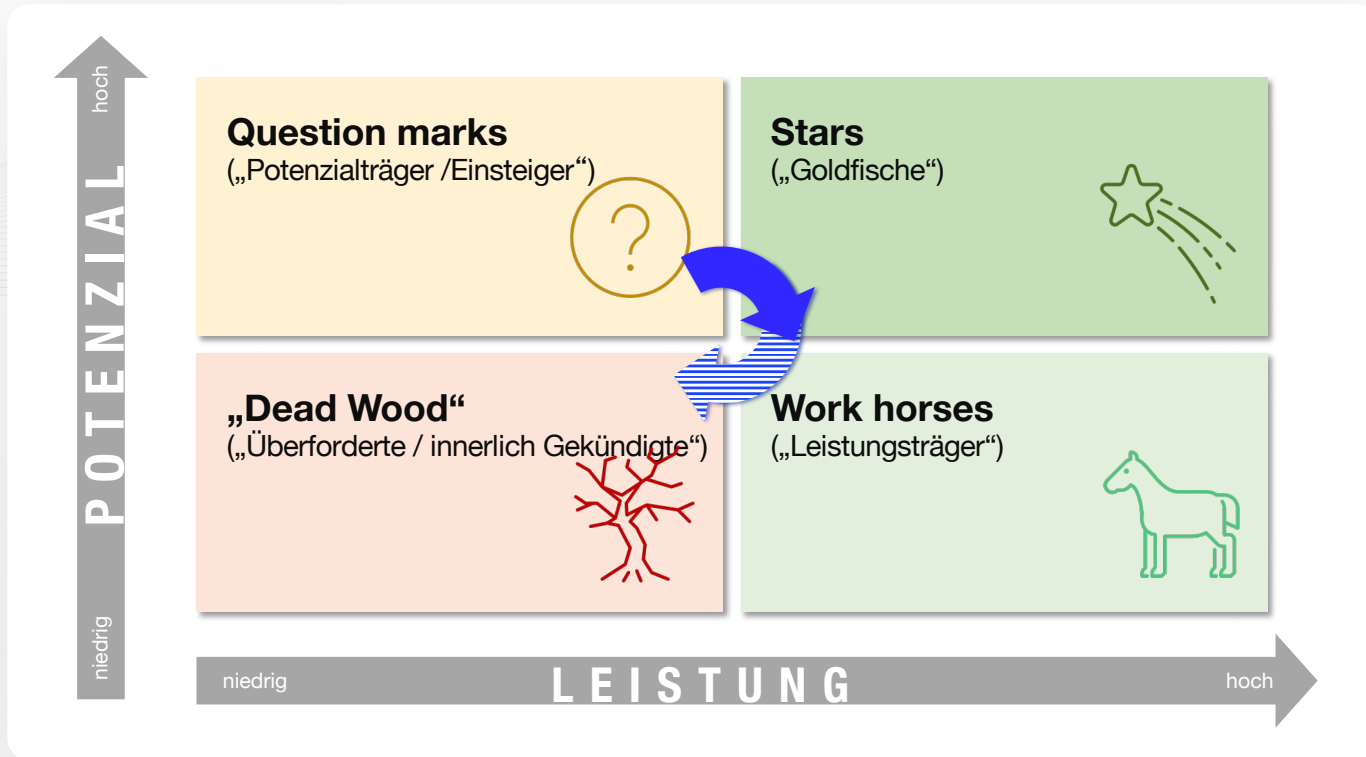 hoch
POTENZIAL
niedrig
Question marks
(„Potenzialträger /Einsteiger“)
?
Stars
(„Goldfische“)
„Dead Wood“
(„Überforderte / innerlich Gekündigte“)
Work horses
(„Leistungsträger“)
niedrig
LEISTUNG
hoch